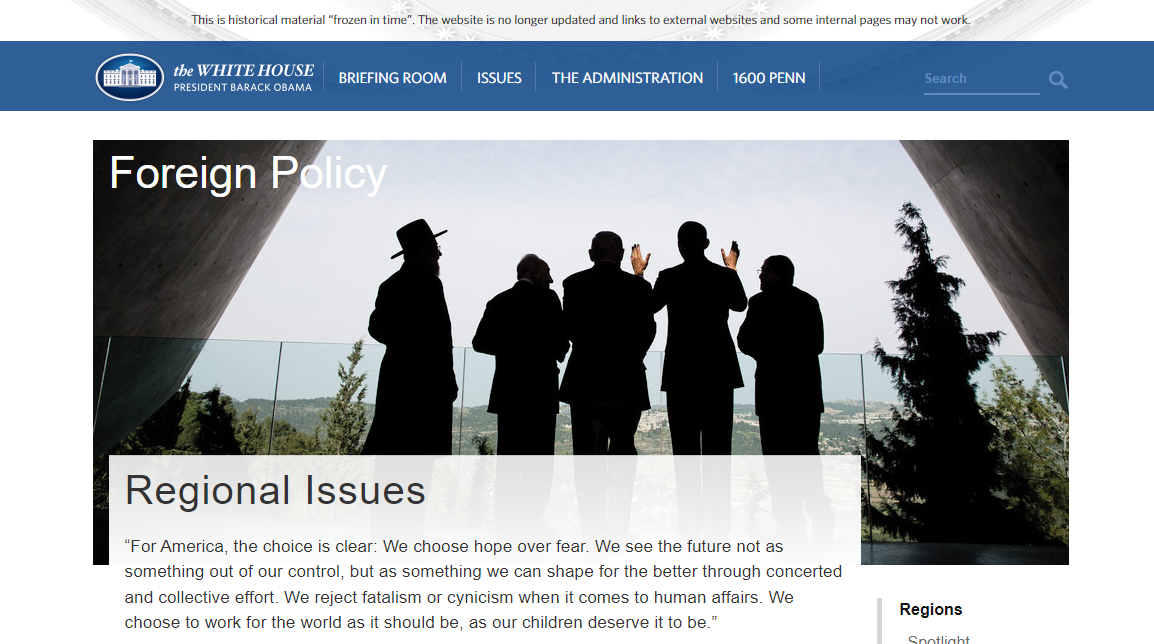 This is historical material “frozen in time”. The website is no longer updated and links to external websites and some internal pages may not work.
the WHITE HOUSE
PRESIDENT BARACK OBAMA
BRIEFING ROOM
ISSUES
THE ADMINISTRATION
1600 PENN
Search
Foreign Policy
Regional Issues
“For America, the choice is clear: We choose hope over fear. We see the future not as
something out of our control, but as something we can shape for the better through concerted
and collective effort. We reject fatalism or cynicism when it comes to human affairs. We
choose to work for the world as it should be, as our children deserve it to be.”
Regions
Spotlight